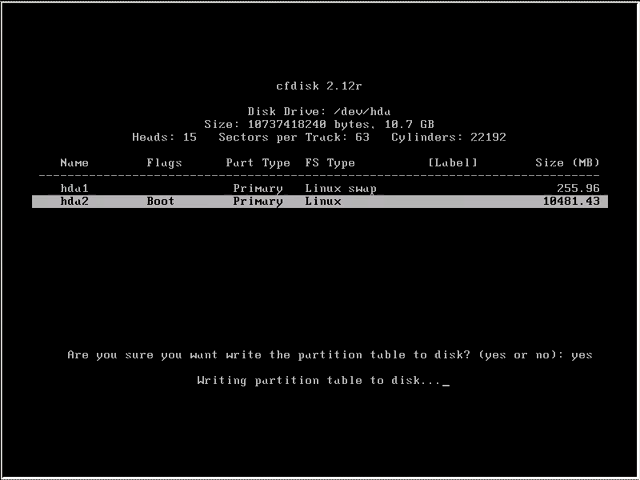 cfdisk 2.12r
Disk Drive: /dev/hda
Size: 10737418240 bytes, 10.7 GB
Heads: 15   Sectors per Track: 63   Cylinders: 22192
Name   Flags   Part Type   FS Type   [Label]   Size (MB)
hda1   Primary   Linux swap   255.96
hda2   Boot   Primary   Linux   10481.43
Are you sure you want write the partition table to disk? (yes or no): yes
Writing partition table to disk..._